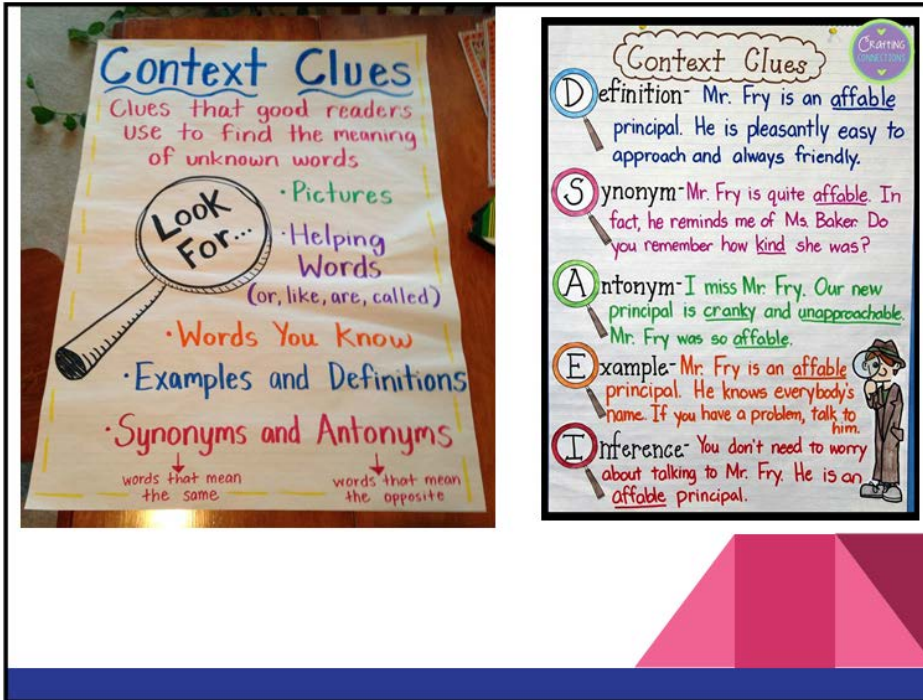 Context Clues
Clues that good readers
use to find the meaning
of unknown words
Look
For...
·Pictures
·Helping
Words
(or, like, are, called)
·Words You Know
·Examples and Definitions
·Synonyms and Antonyms
words that mean
the same
words that mean
the opposite
Crafting
Connections
Context Clues
Definition- Mr. Fry is an affable
principal. He is pleasantly easy to
approach and always friendly.
Synonym-Mr. Fry is quite affable. In
fact, he reminds me of Ms. Baker. Do
you remember how kind she was?
Antonym-I miss Mr. Fry. Our new
principal is cranky and unapproachable.
Mr. Fry was so affable.
Example-Mr. Fry is an affable
principal. He knows everybody's
name. If you have a problem, talk to
him.
Inference- You don't need to worry
about talking to Mr. Fry. He is an
affable principal.